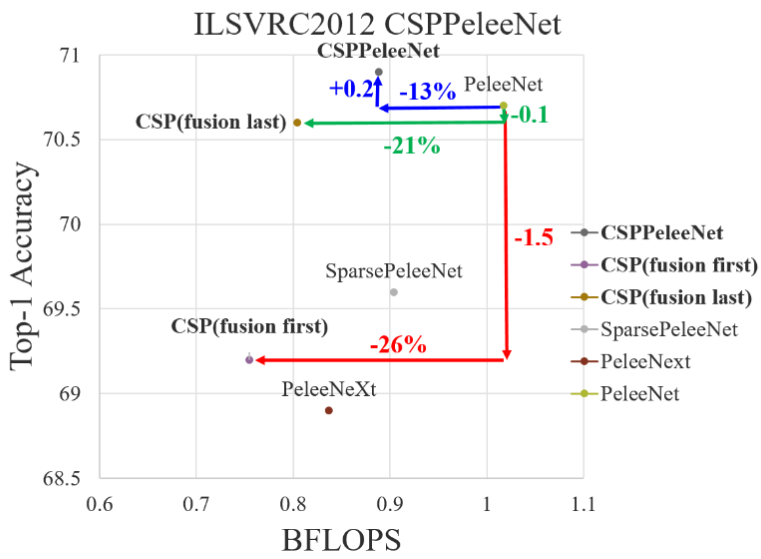 ILSVRC2012 CSPPeleeNet
CSPPeleeNet
71
+0.2
-13%
PeleeNet
CSP(fusion last)
-0.1
-21%
70.5
Top-1 Accuracy
70
-1.5
CSPPeleeNet
CSP(fusion first)
SparsePeleeNet
CSP(fusion last)
69.5
CSP(fusion first)
SparsePeleeNet
-26%
PeleeNext
PeleeNeXt
PeleeNet
69
68.5
0.6
0.7
0.8
0.9
1
1.1
BFLOPS